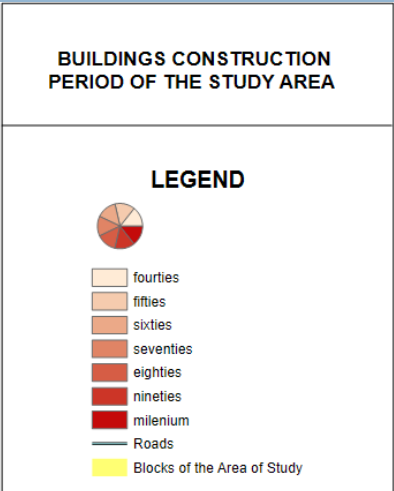 BUILDINGS CONSTRUCTION
PERIOD OF THE STUDY AREA
LEGEND
fourties
fifties
sixties
seventies
eighties
nineties
milenium
Roads
Blocks of the Area of Study